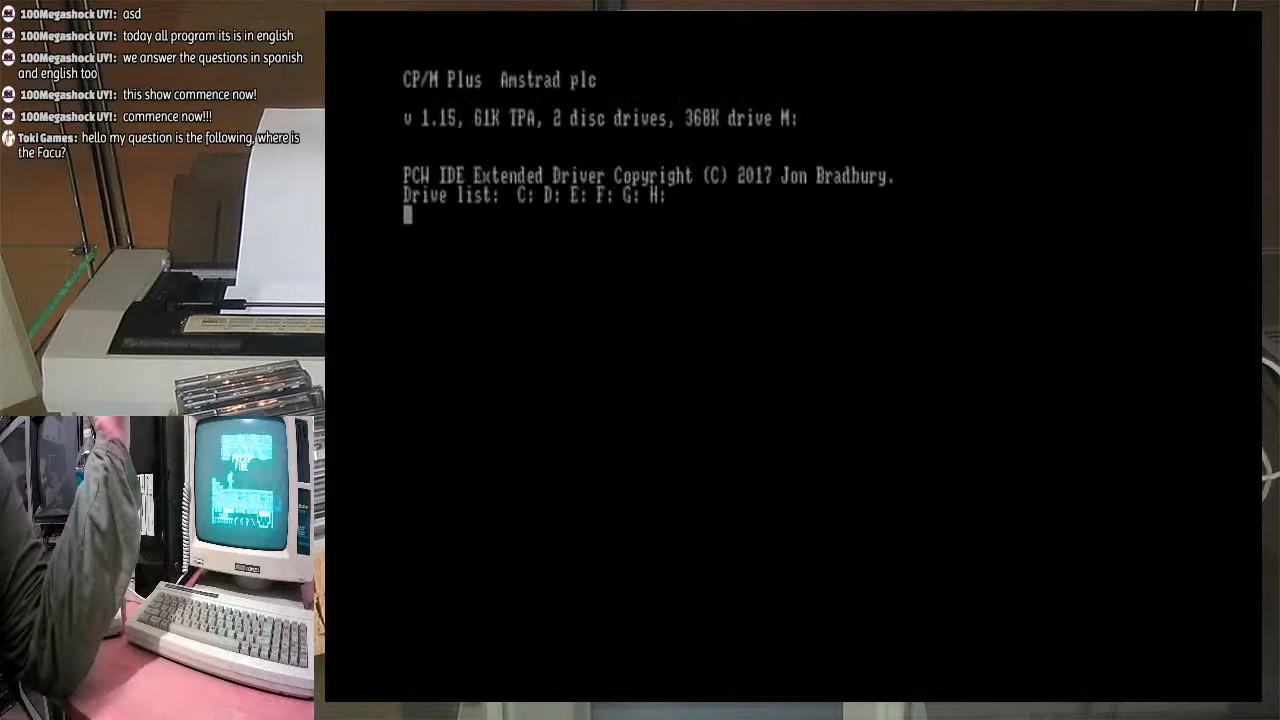 100Megashock UY!: asd
100Megashock UY!: today all program its is in english
100Megashock UY!: we answer the questions in spanish
and english too
100Megashock UY!: this show commence now!
100Megashock UY!: commence now!!!
Toki Games: hello my question is the following, where is
the Facu?
CP/M Plus Amstrad plc
v 1.15, 61K TPA, 2 disc drives, 368K drive M:
PCW IDE Extended Driver Copyright (C) 2017 Jon Bradbury.
Drive list: C: D: E: F: G: H:
PRESS
FIRE